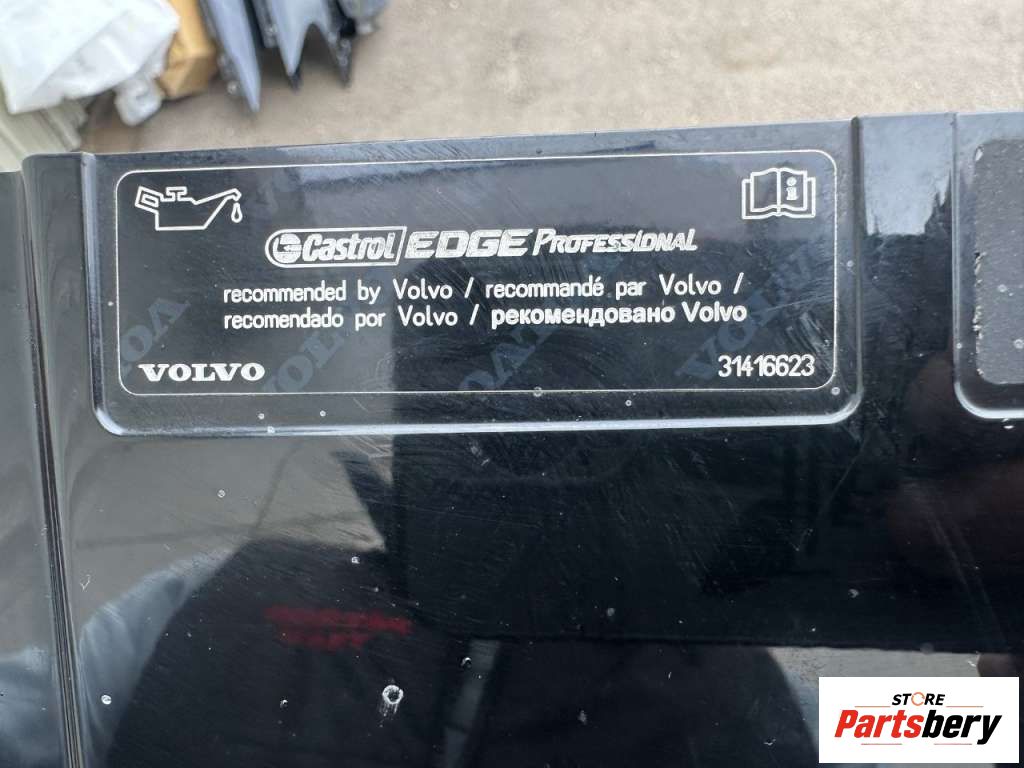 Castrol EDGE PROFESSIONAL
recommended by Volvo / recommandé par Volvo /
recomendado por Volvo / рекомендовано Volvo
VOLVO
31416623
STORE
Partsbery